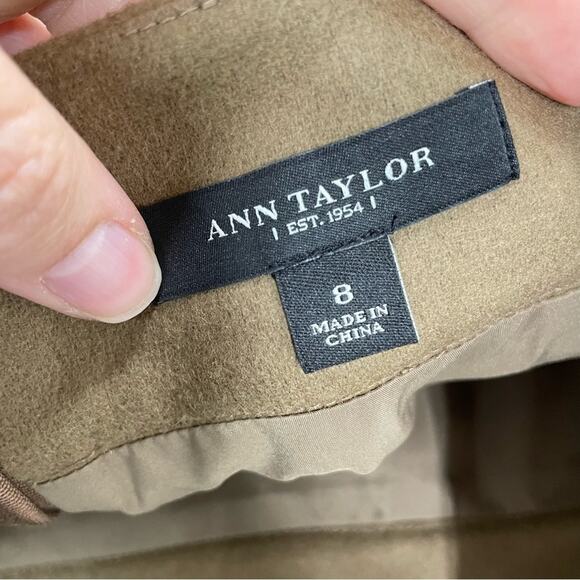 ANN TAYLOR
EST. 1954
8
MADE IN
CHINA